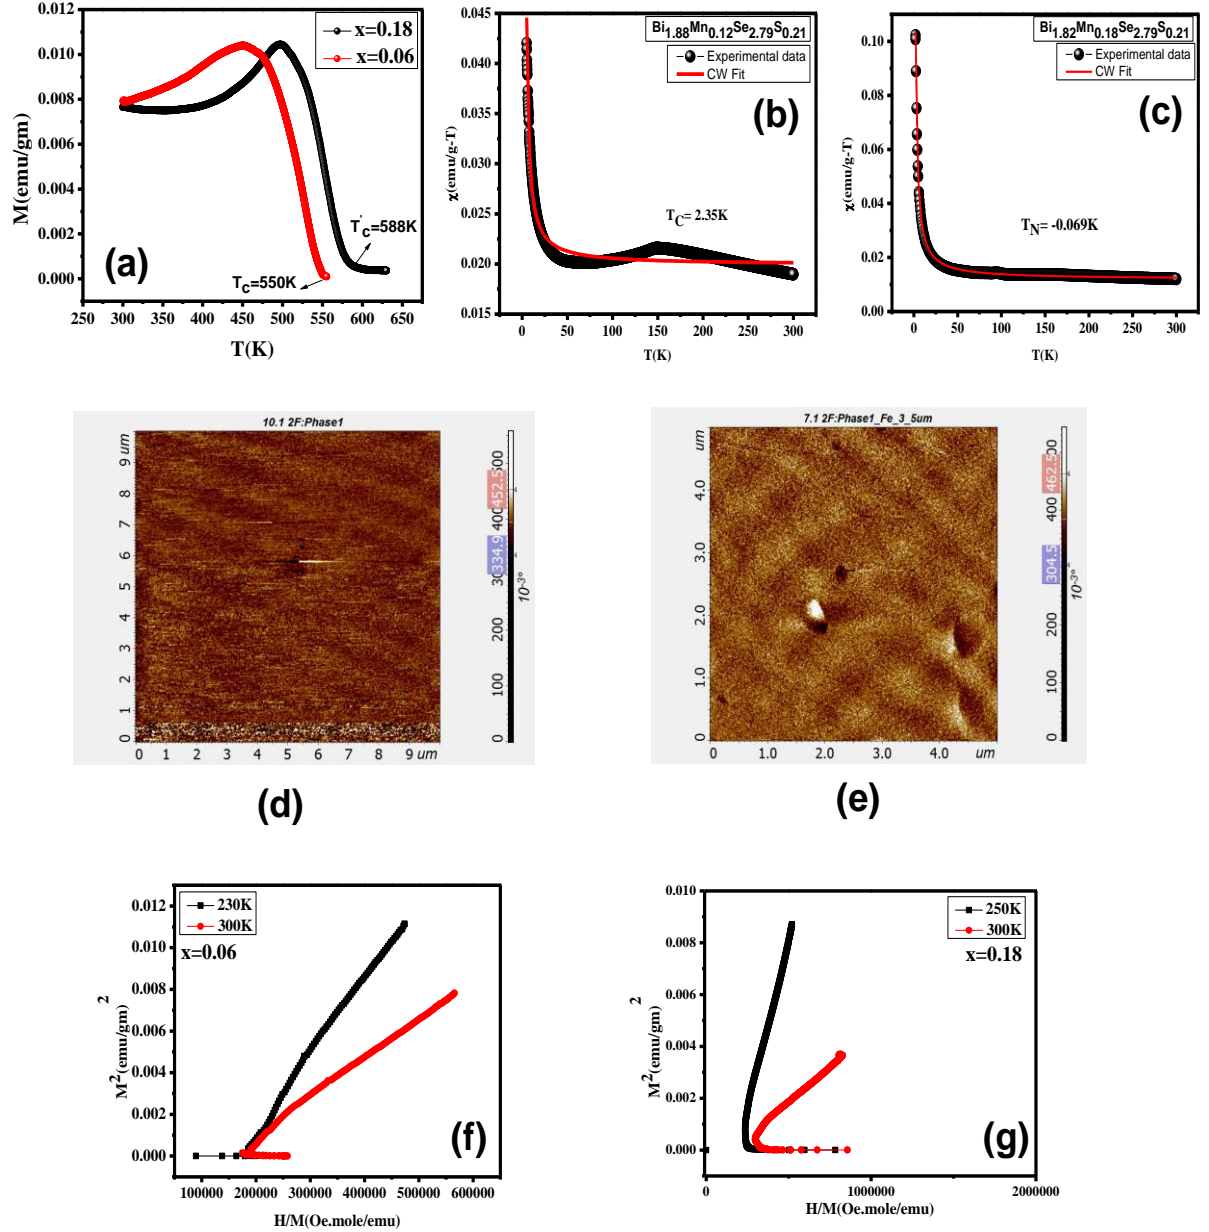 0.012
0.010
0.008
0.006
0.004
0.002
0.000
M(emu/gm)
x=0.18
x=0.06
T'C=588K
TC=550K
(a)
250 300 350 400 450 500 550 600 650
T(K)
0.045
0.040
0.035
0.030
0.025
0.020
0.015
χ(emu/g-T)
Bi1.88Mn0.12Se2.79S0.21
Experimental data
CW Fit
(b)
TC= 2.35K
0 50 100 150 200 250 300
T(K)
0.10
0.08
0.06
0.04
0.02
0.00
χ(emu/g-T)
Bi1.82Mn0.18Se2.79S0.21
Experimental data
CW Fit
(c)
TN= -0.069K
0 50 100 150 200 250 300
T(K)
10.1 2F:Phase1
um
9
8
7
6
5
4
3
2
1
0
0 1 2 3 4 5 6 7 8 9 um
452.5
400
334.9
200
100
0
10⁻³°
(d)
7.1 2F:Phase1_Fe_3_5um
um
4.0
3.0
2.0
1.0
0
0 1.0 2.0 3.0 4.0 um
462.5
400
304.5
200
100
0
10⁻³°
(e)
0.012
0.010
0.008
0.006
0.004
0.002
0.000
M²(emu/gm)²
230K
300K
x=0.06
(f)
100000 200000 300000 400000 500000 600000
H/M(Oe.mole/emu)
0.010
0.008
0.006
0.004
0.002
0.000
M²(emu/gm)²
250K
300K
x=0.18
(g)
0 1000000 2000000
H/M(Oe.mole/emu)